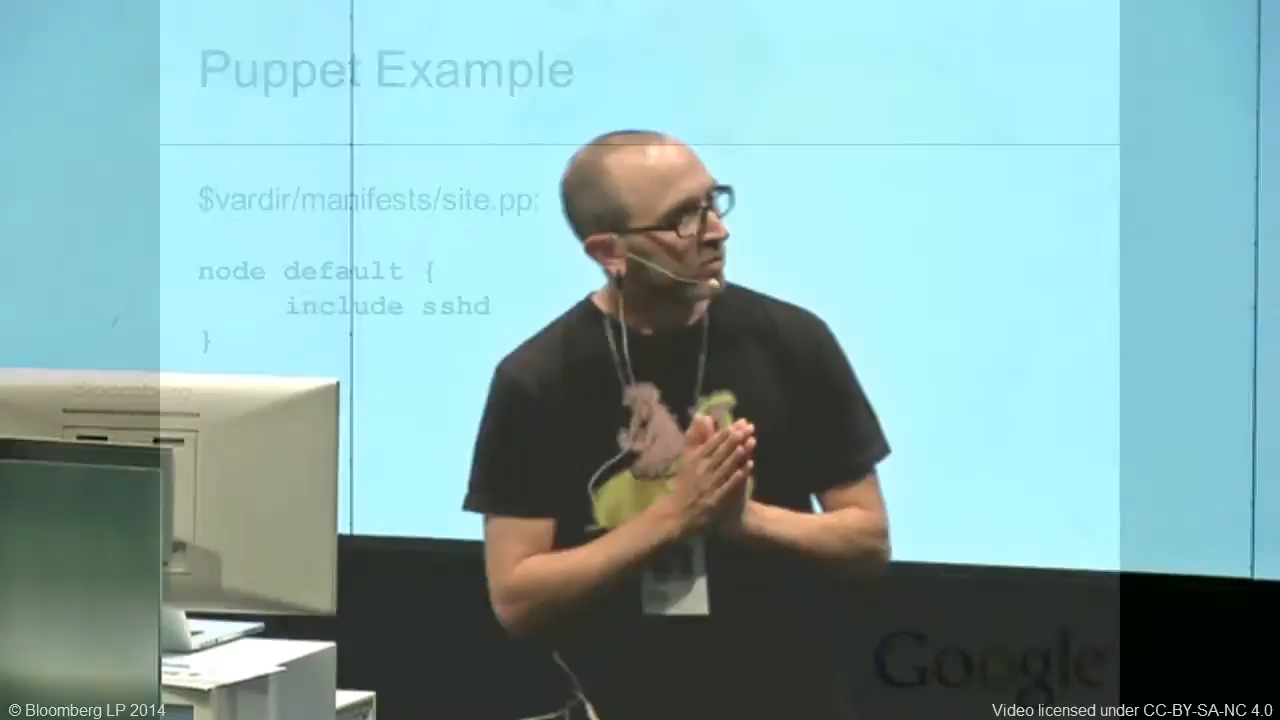 Puppet Example
$vardir/manifests/site.pp:
node default {
include sshd
}
Bloomberg
Google
© Bloomberg LP 2014
Video licensed under CC-BY-SA-NC 4.0